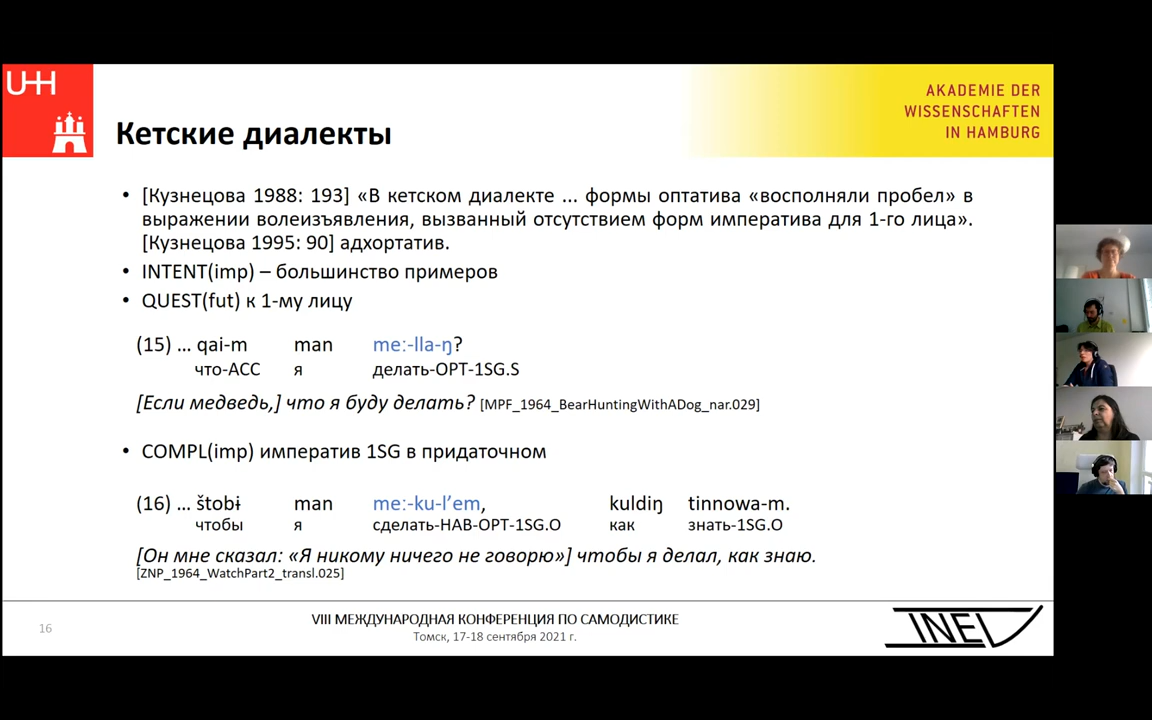 UHH
AKADEMIE DER
WISSENSCHAFTEN
IN HAMBURG
Кетские диалекты
• [Кузнецова 1988: 193] «В кетском диалекте ... формы оптатива «восполняли пробел» в
выражении волеизъявления, вызванный отсутствием форм императива для 1-го лица».
[Кузнецова 1995: 90] адхортатив.
• INTENT(imp) – большинство примеров
• QUEST(fut) к 1-му лицу
(15) ... qai-m man me:-lla-ŋ?
что-ACC я делать-OPT-1SG.S
[Если медведь,] что я буду делать? [MPF_1964_BearHuntingWithADog_nar.029]
• COMPL(imp) императив 1SG в придаточном
(16) ... štobɨ man me:-ku-l’em, kuldiŋ tinnowa-m.
чтобы я сделать-HAB-OPT-1SG.O как знать-1SG.O
[Он мне сказал: «Я никому ничего не говорю»] чтобы я делал, как знаю.
[ZNP_1964_WatchPart2_transl.025]
16
VIII МЕЖДУНАРОДНАЯ КОНФЕРЕНЦИЯ ПО САМОДИСТИКЕ
Томск, 17-18 сентября 2021 г.
INEL